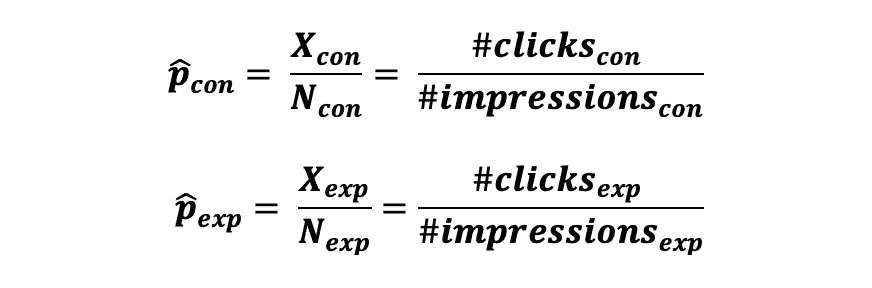 p̂_con = X_con / N_con = #clicks_con / #impressions_con
p̂_exp = X_exp / N_exp = #clicks_exp / #impressions_exp